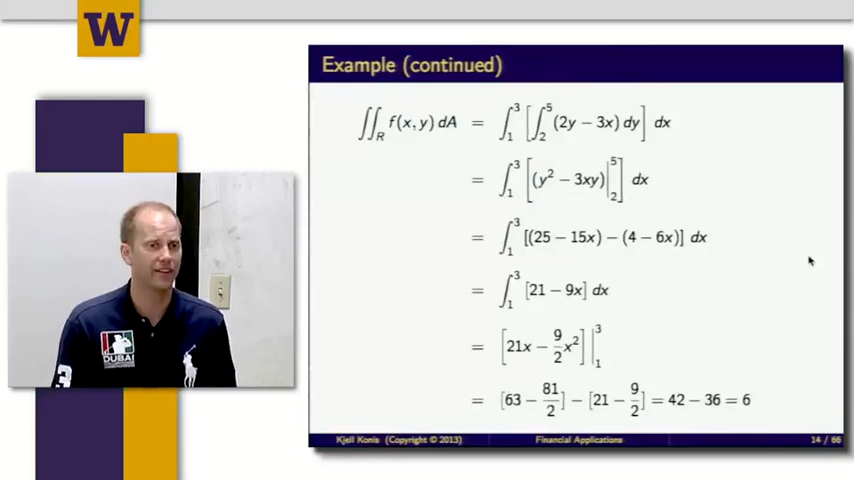 W
Example (continued)
∬_R f(x, y) dA = ∫_1^3 [∫_2^5 (2y − 3x) dy] dx
= ∫_1^3 [(y² − 3xy)|_2^5] dx
= ∫_1^3 [(25 − 15x) − (4 − 6x)] dx
= ∫_1^3 [21 − 9x] dx
= [21x − 9/2 x²]|_1^3
= [63 − 81/2] − [21 − 9/2] = 42 − 36 = 6
DUBAI
3
Kjell Konis (Copyright © 2013) Financial Applications 14 / 66